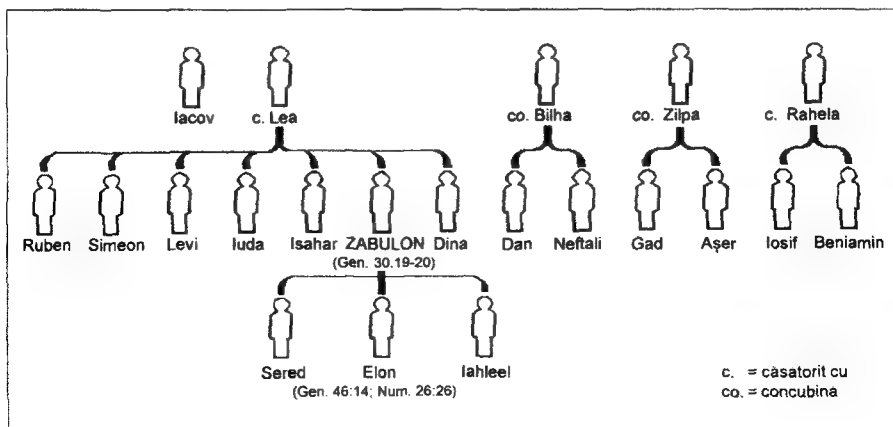 Iacov c. Lea co. Bilha co. Zilpa c. Rahela
Ruben Simeon Levi Iuda Isahar ZABULON Dina Dan Neftali Gad Așer Iosif Beniamin
(Gen. 30.19-20)
Sered Elon Iahleel
(Gen. 46:14; Num. 26:26)
c. = căsatorit cu
co. = concubina